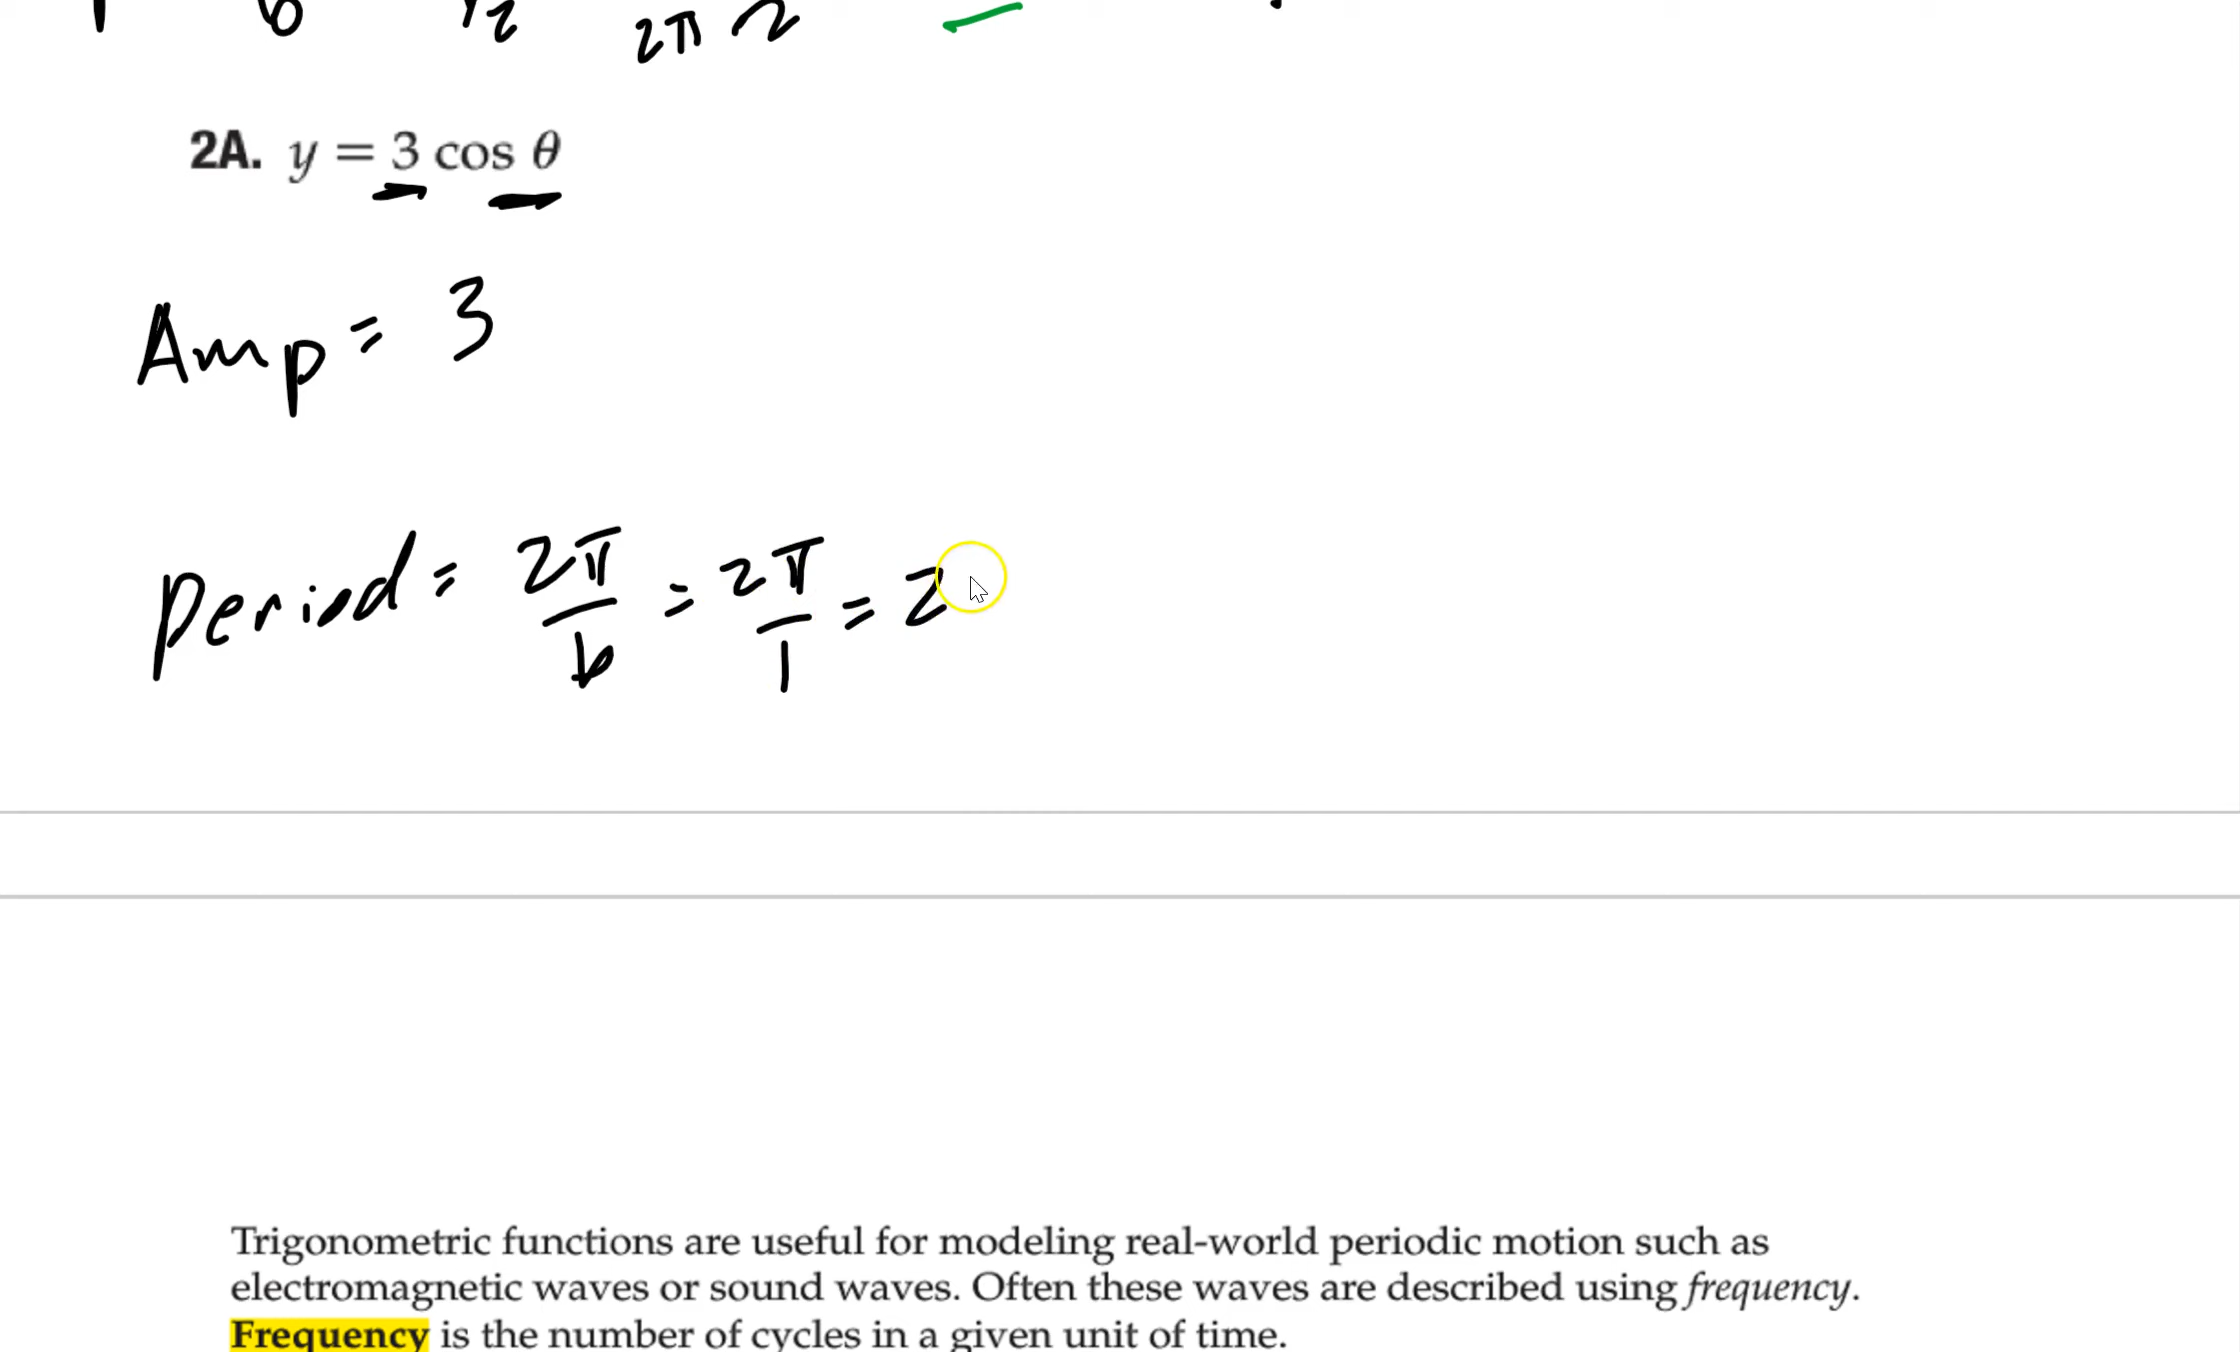 2π
2A. y = 3 cos θ
Amp = 3
Period = 2π/b = 2π/1 = 2
Trigonometric functions are useful for modeling real-world periodic motion such as
electromagnetic waves or sound waves. Often these waves are described using frequency.
Frequency is the number of cycles in a given unit of time.